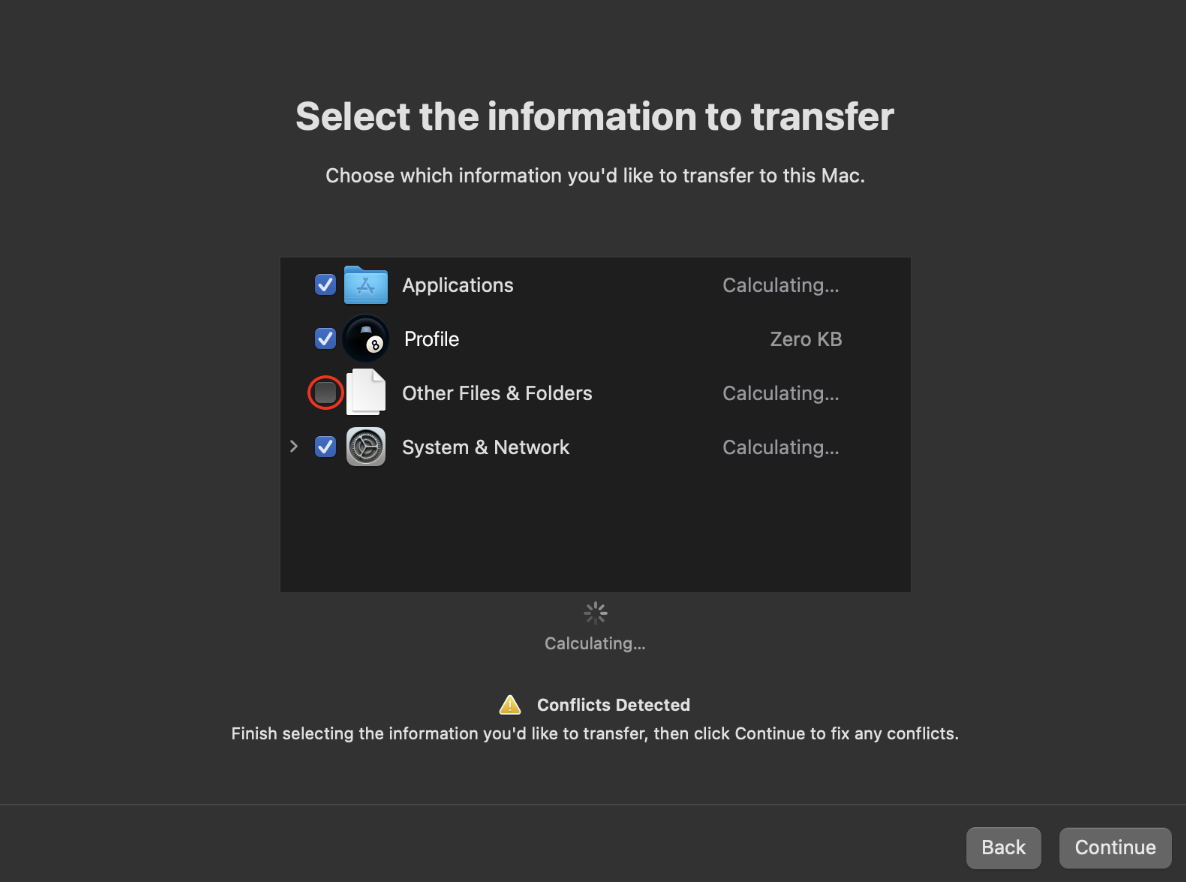 Select the information to transfer
Choose which information you'd like to transfer to this Mac.
Applications Calculating...
8
Profile Zero KB
Other Files & Folders Calculating...
System & Network Calculating...
Calculating...
Conflicts Detected
Finish selecting the information you'd like to transfer, then click Continue to fix any conflicts.
Back Continue